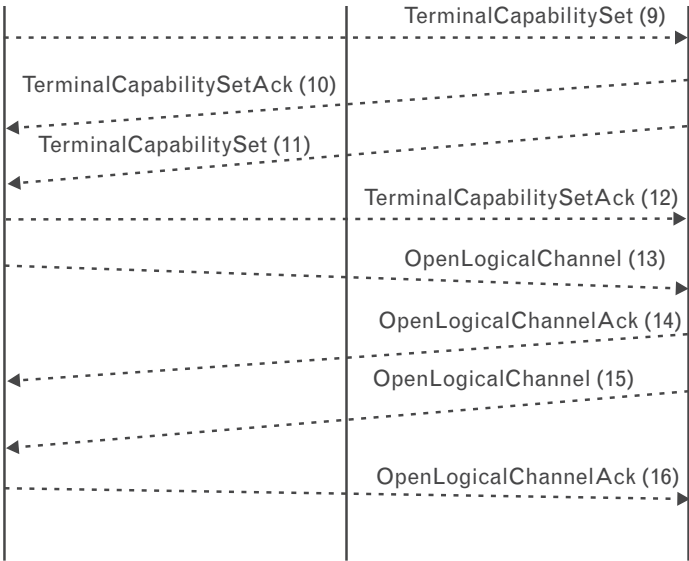 TerminalCapabilitySet (9)
TerminalCapabilitySetAck (10)
TerminalCapabilitySet (11)
TerminalCapabilitySetAck (12)
OpenLogicalChannel (13)
OpenLogicalChannelAck (14)
OpenLogicalChannel (15)
OpenLogicalChannelAck (16)